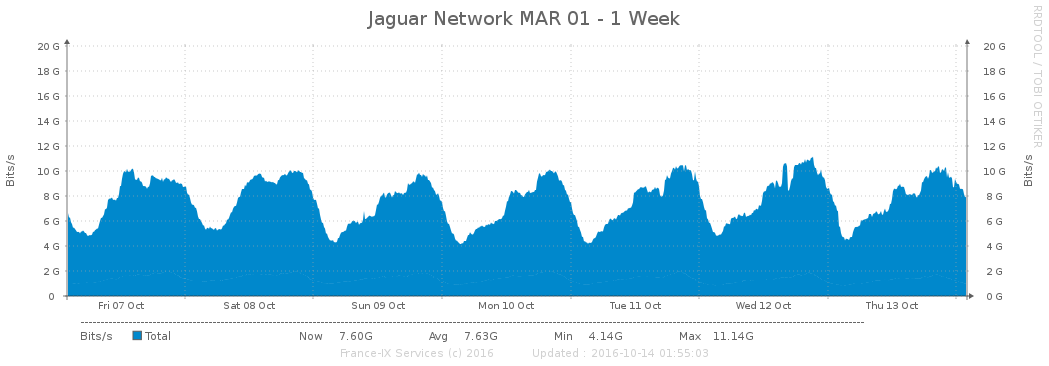 Jaguar Network MAR 01 - 1 Week
RRDTOOL / TOBI OETIKER
Bits/s
20 G 20 G
18 G 18 G
16 G 16 G
14 G 14 G
12 G 12 G
10 G 10 G
8 G 8 G
6 G 6 G
4 G 4 G
2 G 2 G
0 0 G
Bits/s
Fri 07 Oct Sat 08 Oct Sun 09 Oct Mon 10 Oct Tue 11 Oct Wed 12 Oct Thu 13 Oct
Bits/s Total Now 7.60G Avg 7.63G Min 4.14G Max 11.14G
France-IX Services (c) 2016 Updated : 2016-10-14 01:55:03